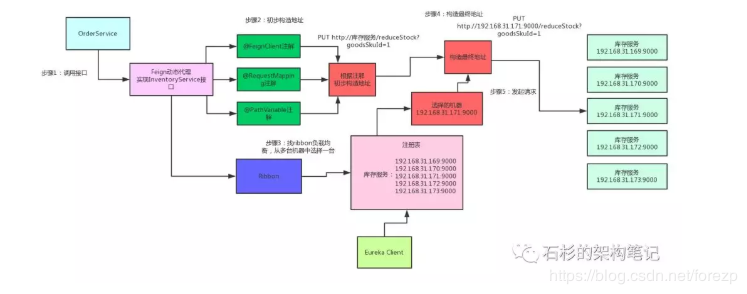 OrderService
步骤1：调用接口
Feign动态代理
实现InventoryService接
口
步骤2：初步构造地址
@FeignClient注解
@RequestMappin
g注解
@PathVariable注
解
PUT http://库存服务/reduceStock?
goodsSkuId=1
根据注解
初步构造地址
步骤3：找ribbon负载均
衡，从多台机器中选择一台
Ribbon
注册表
库存服务：
192.168.31.169:9000
192.168.31.170:9000
192.168.31.171:9000
192.168.31.172:9000
192.168.31.173:9000
Eureka Client
选择的机器
192.168.31.171:9000
步骤4：构造最终地址
构造最终地址
PUT
http://192.168.31.171:9000/reduceStock?
goodsSkuId=1
步骤5：发起请求
库存服务
192.168.31.169:9000
库存服务
192.168.31.170:9000
库存服务
192.168.31.171:9000
库存服务
192.168.31.172:9000
库存服务
192.168.31.173:9000
石杉的架构笔记
https://blog.csdn.net/forezp